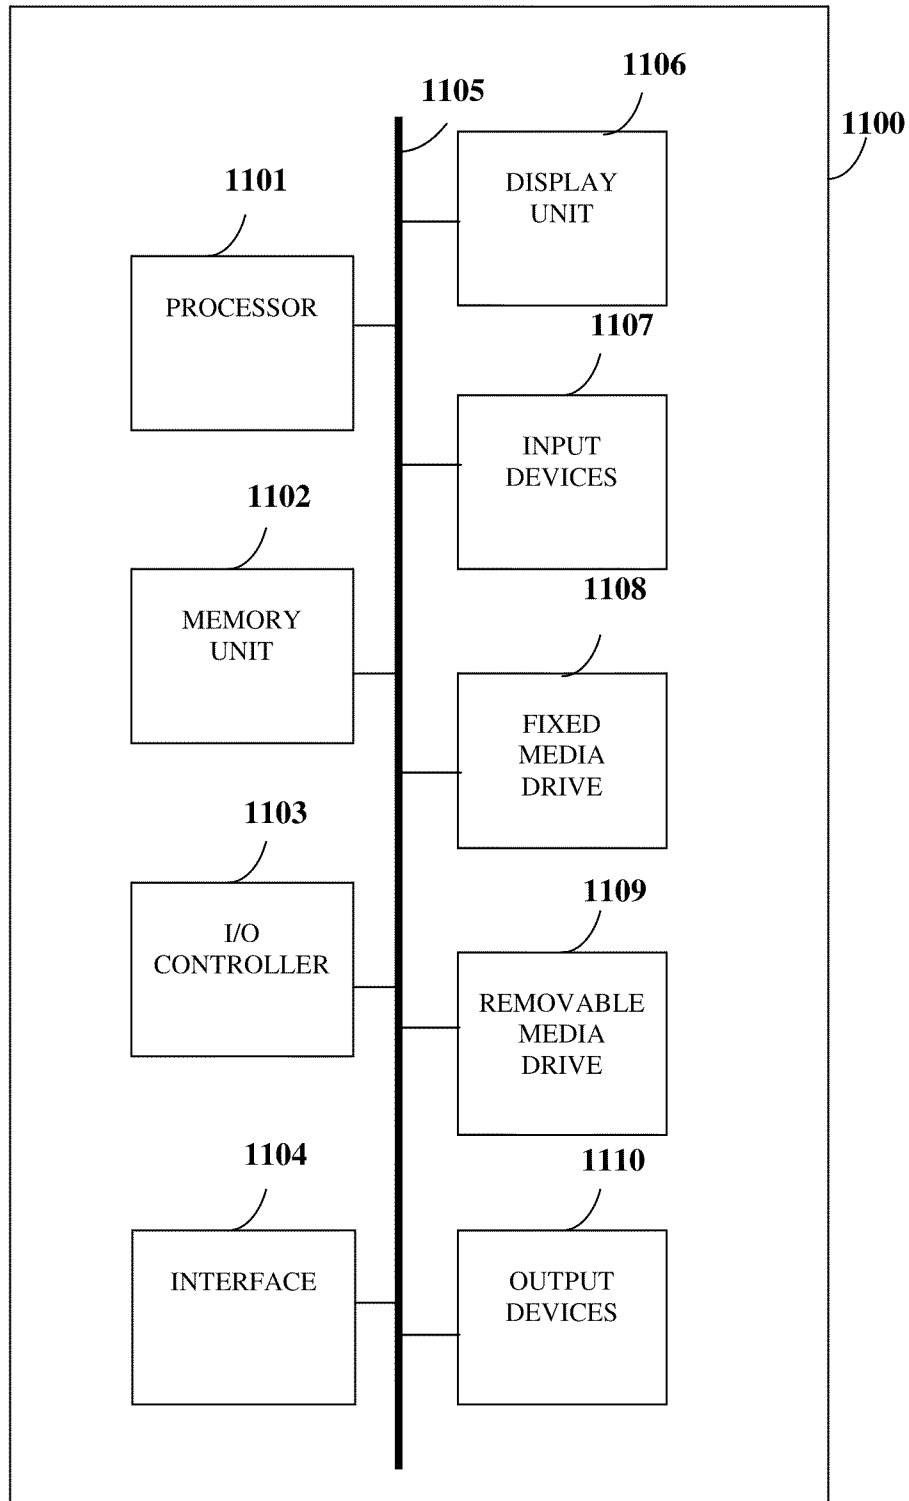 1106
1105
1100
DISPLAY
UNIT
1101
PROCESSOR
1107
INPUT
DEVICES
1102
MEMORY
UNIT
1108
FIXED
MEDIA
DRIVE
1103
I/O
CONTROLLER
1109
REMOVABLE
MEDIA
DRIVE
1104
INTERFACE
1110
OUTPUT
DEVICES